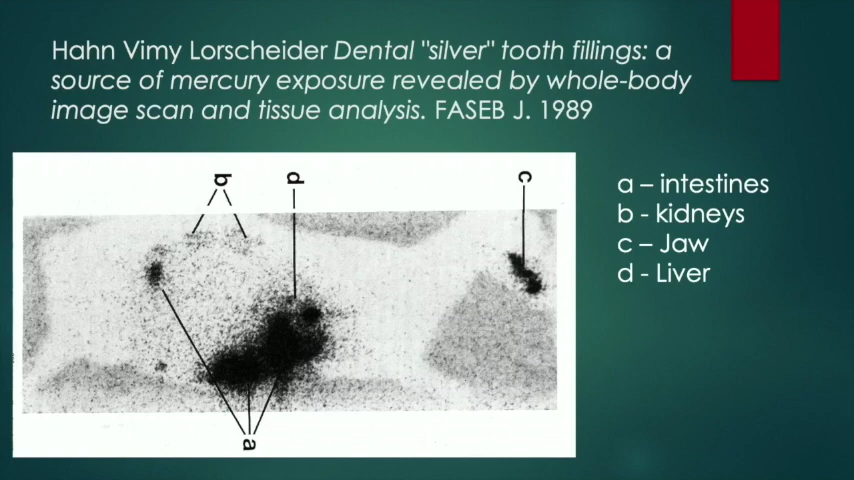 Hahn Vimy Lorscheider Dental "silver" tooth fillings: a
source of mercury exposure revealed by whole-body
image scan and tissue analysis. FASEB J. 1989
b
d
c
a – intestines
b - kidneys
c – Jaw
d - Liver
a